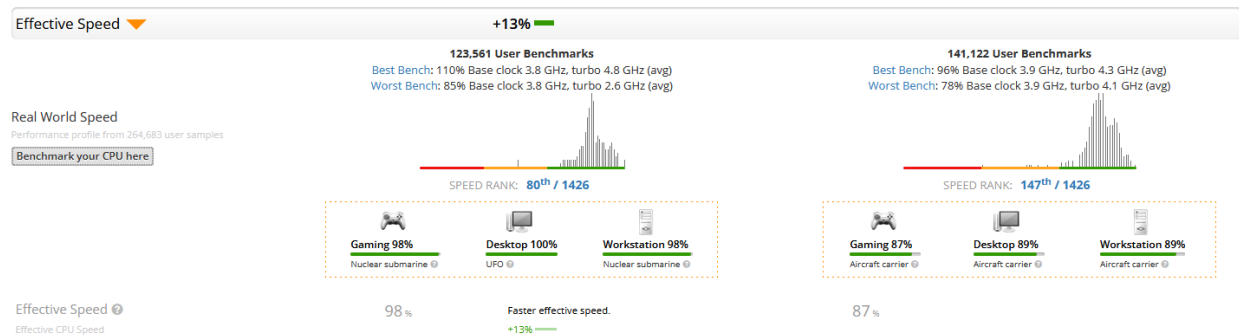 Effective Speed
+13%
123,561 User Benchmarks
Best Bench: 110% Base clock 3.8 GHz, turbo 4.8 GHz (avg)
Worst Bench: 85% Base clock 3.8 GHz, turbo 2.6 GHz (avg)
141,122 User Benchmarks
Best Bench: 96% Base clock 3.9 GHz, turbo 4.3 GHz (avg)
Worst Bench: 78% Base clock 3.9 GHz, turbo 4.1 GHz (avg)
Real World Speed
Performance profile from 264,683 user samples
Benchmark your CPU here
SPEED RANK: 80th / 1426
SPEED RANK: 147th / 1426
Gaming 98%
Nuclear submarine ?
Desktop 100%
UFO ?
Workstation 98%
Nuclear submarine ?
Gaming 87%
Aircraft carrier ?
Desktop 89%
Aircraft carrier ?
Workstation 89%
Aircraft carrier ?
Effective Speed ?
Effective CPU Speed
98 %
Faster effective speed.
+13%
87 %